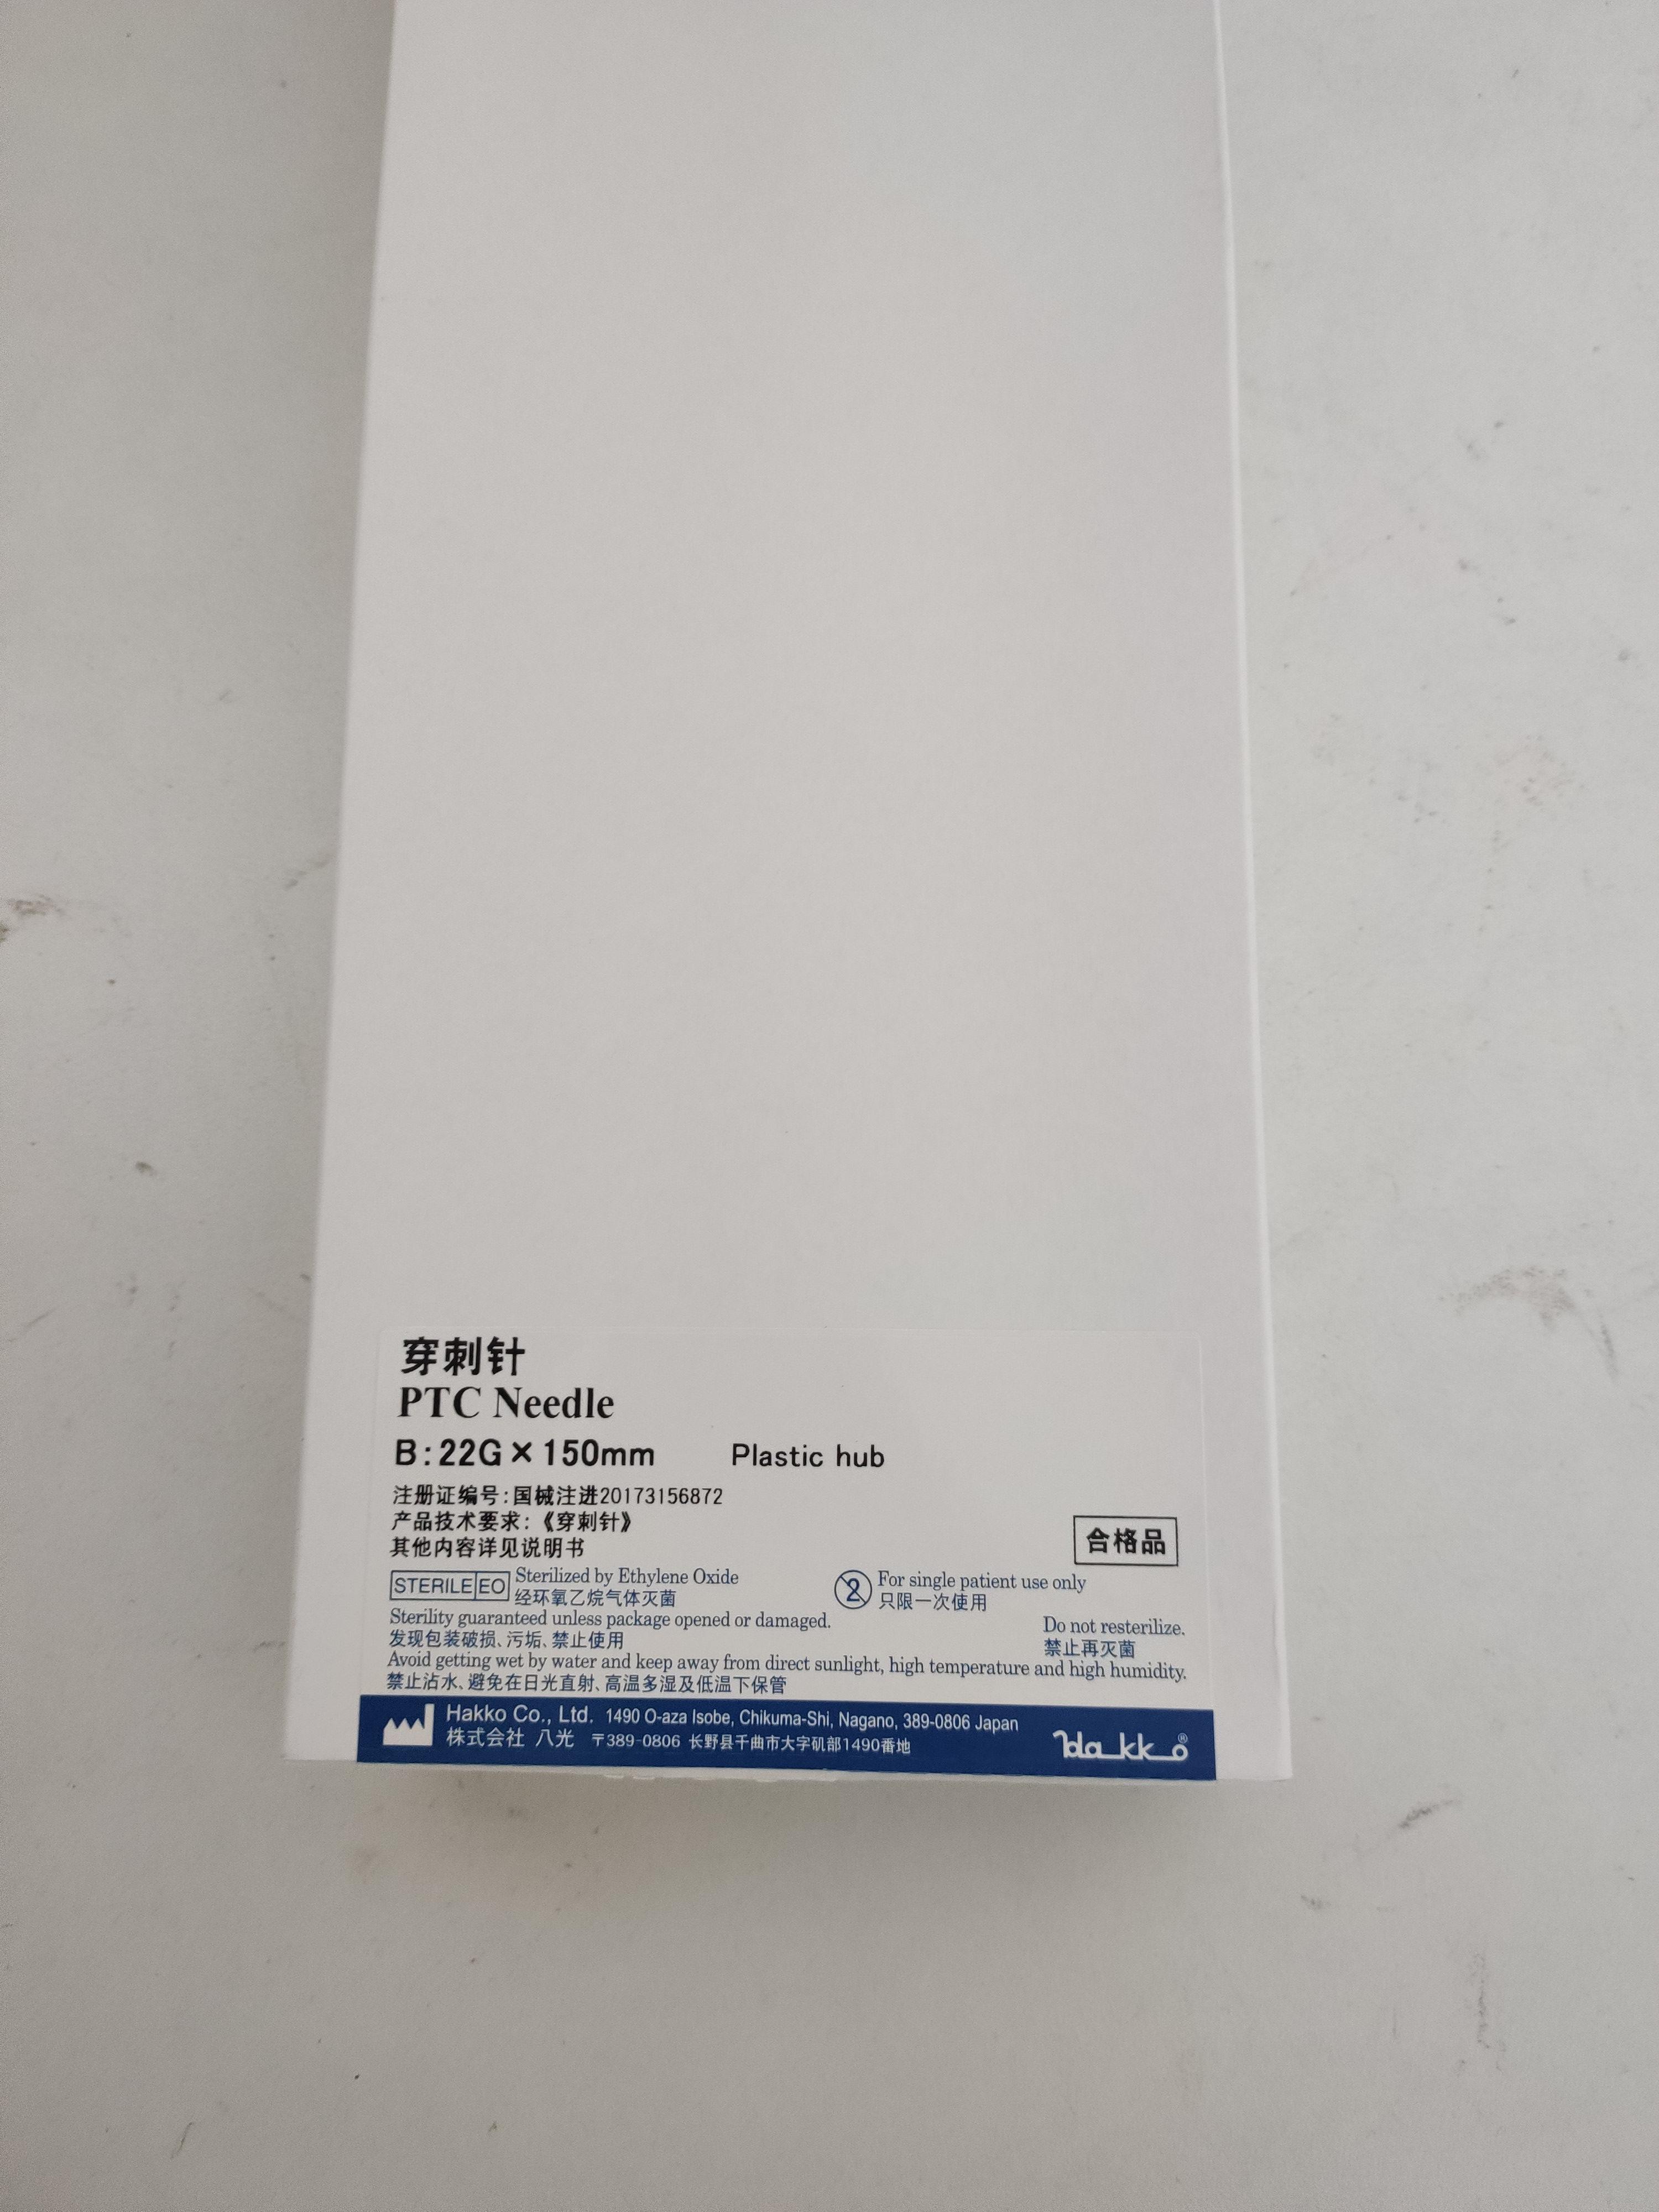 穿刺针
PTC Needle
B:22G×150mm Plastic hub
注册证编号:国械注进20173156872
产品技术要求:《穿刺针》
其他内容详见说明书
合格品
STERILE EO Sterilized by Ethylene Oxide
经环氧乙烷气体灭菌
2 For single patient use only
只限一次使用
Sterility guaranteed unless package opened or damaged.
发现包装破损、污垢、禁止使用
Do not resterilize.
禁止再灭菌
Avoid getting wet by water and keep away from direct sunlight, high temperature and high humidity.
禁止沾水、避免在日光直射、高温多湿及低温下保管
Hakko Co., Ltd. 1490 O-aza Isobe, Chikuma-Shi, Nagano, 389-0806 Japan
株式会社 八光 〒389-0806 长野县千曲市大字矶部1490番地
Hakko®